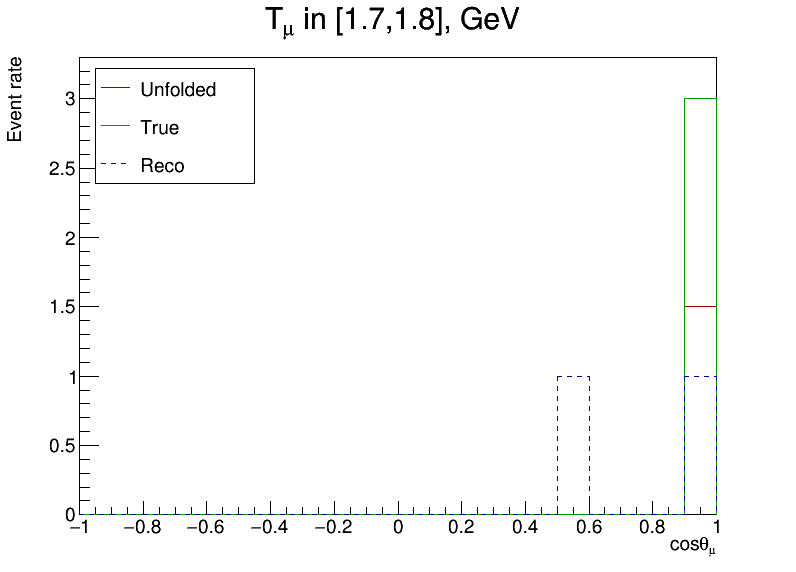 Tμ in [1.7,1.8], GeV
Event rate
Unfolded
True
Reco
3
2.5
2
1.5
1
0.5
0
−1 −0.8 −0.6 −0.4 −0.2 0 0.2 0.4 0.6 0.8 1
cosθμ